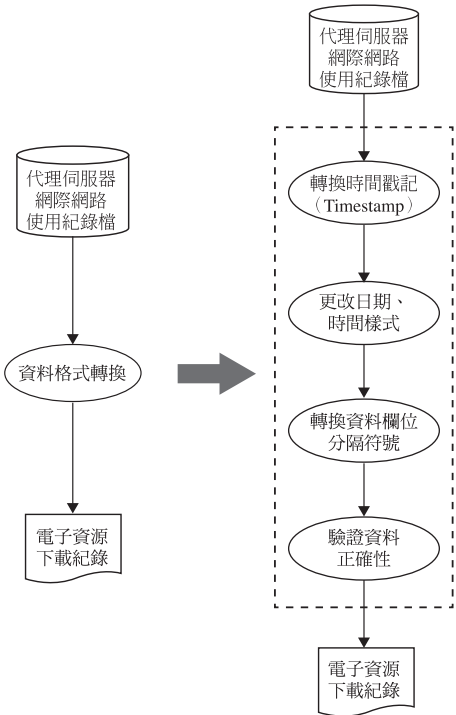 代理伺服器
網際網路
使用紀錄檔
資料格式轉換
電子資源
下載紀錄
代理伺服器
網際網路
使用紀錄檔
轉換時間戳記
（Timestamp）
更改日期、
時間樣式
轉換資料欄位
分隔符號
驗證資料
正確性
電子資源
下載紀錄